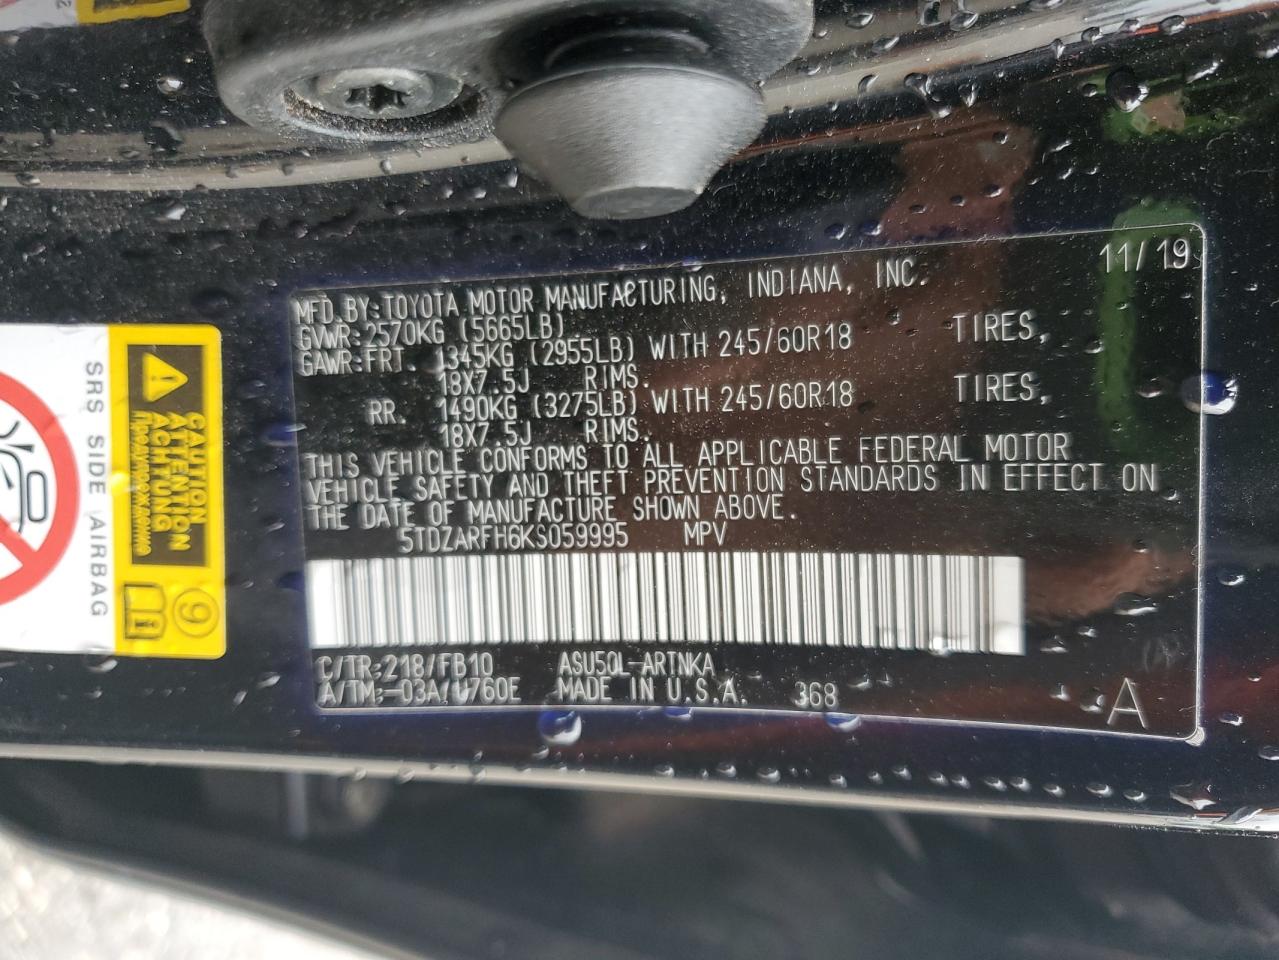 11/19
MFD.BY:TOYOTA MOTOR MANUFACTURING, INDIANA, INC.
GVWR:2570KG (5665LB)
GAWR:FRT. 1345KG (2955LB) WITH 245/60R18 TIRES,
18X7.5J RIMS.
RR. 1490KG (3275LB) WITH 245/60R18 TIRES,
18X7.5J RIMS.
THIS VEHICLE CONFORMS TO ALL APPLICABLE FEDERAL MOTOR
VEHICLE SAFETY AND THEFT PREVENTION STANDARDS IN EFFECT ON
THE DATE OF MANUFACTURE SHOWN ABOVE.
5TDZARFH6KS059995 MPV
C/TR:218/FB10 ASU50L-ARTNKA
A/TM:-03A/U760E MADE IN U.S.A. 368
A
CAUTION
ATTENTION
ACHTUNG
SRS SIDE AIRBAG
9